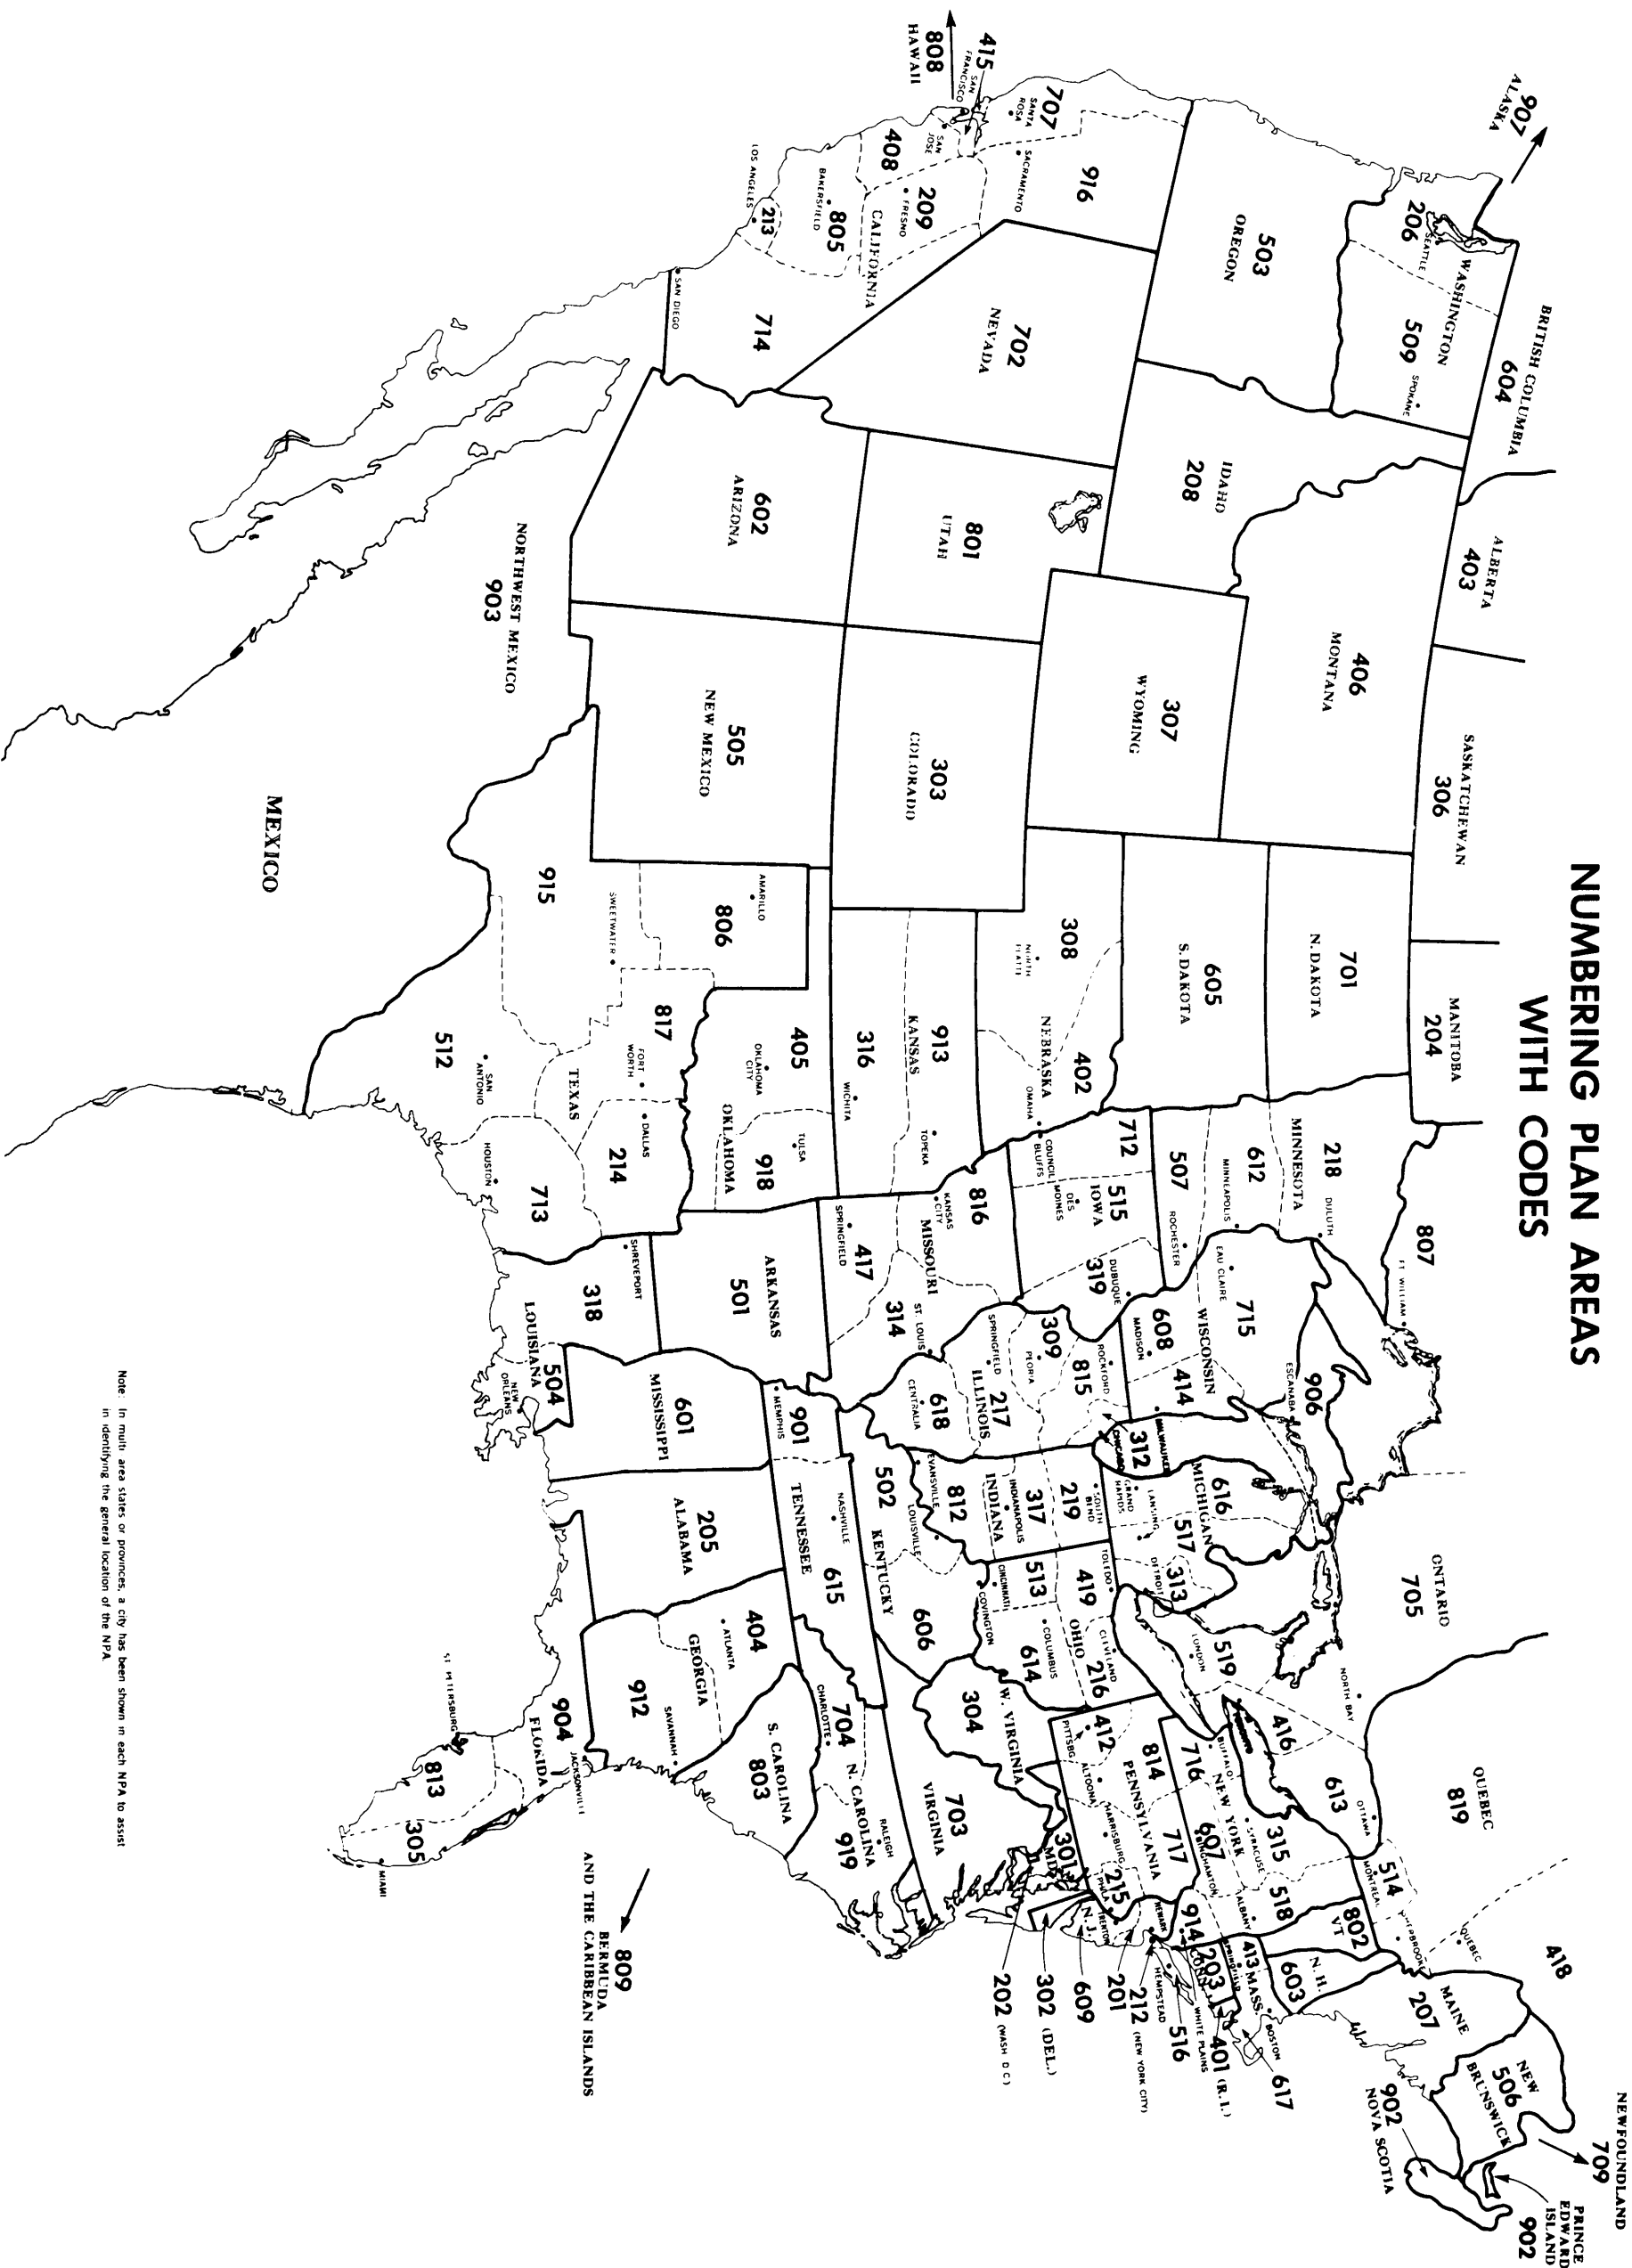 NUMBERING PLAN AREAS
WITH CODES
907
ALASKA
BRITISH COLUMBIA
604
ALBERTA
403
SASKATCHEWAN
306
MANITOBA
204
807
FT. WILLIAM
ONTARIO
705
NORTH BAY
QUEBEC
819
418
QUEBEC
NEWFOUNDLAND
709
PRINCE
EDWARD
ISLAND
902
NEW
506
BRUNSWICK
902
NOVA SCOTIA
MAINE
207
514
MONTREAL
SHERBROOKE
613
OTTAWA
416
519
LONDON
206
SEATTLE
WASHINGTON
509
SPOKANE
503
OREGON
IDAHO
208
406
MONTANA
307
WYOMING
701
N. DAKOTA
605
S. DAKOTA
308
NORTH
PLATTE
NEBRASKA
402
OMAHA
MINNESOTA
218
DULUTH
612
MINNEAPOLIS
507
ROCHESTER
712
COUNCIL
BLUFFS
515
IOWA
DES
MOINES
319
DUBUQUE
715
EAU CLAIRE
WISCONSIN
608
MADISON
414
MILWAUKEE
906
ESCANABA
616
MICHIGAN
GRAND
RAPIDS
LANSING
517
313
DETROIT
808
HAWAII
415
SAN
FRANCISCO
707
SANTA
ROSA
916
SACRAMENTO
SAN
JOSE
408
209
FRESNO
CALIFORNIA
805
BAKERSFIELD
213
LOS ANGELES
714
SAN DIEGO
702
NEVADA
801
UTAH
602
ARIZONA
303
COLORADO
505
NEW MEXICO
913
KANSAS
TOPEKA
316
WICHITA
816
KANSAS
CITY
MISSOURI
417
SPRINGFIELD
314
ST. LOUIS
309
PEORIA
815
ROCKFORD
312
CHICAGO
SPRINGFIELD
217
ILLINOIS
618
CENTRALIA
219
SOUTH
BEND
317
INDIANAPOLIS
INDIANA
812
EVANSVILLE
LOUISVILLE
502
KENTUCKY
606
COVINGTON
TOLEDO
419
OHIO
CLEVELAND
216
513
CINCINNATI
COLUMBUS
614
304
W. VIRGINIA
703
VIRGINIA
412
PITTSBG
814
ALTOONA
PENNSYLVANIA
717
HARRISBURG
215
PHILA
716
BUFFALO
NEW YORK
315
SYRACUSE
607
BINGHAMTON
518
ALBANY
914
802
VT
603
N. H.
413
MASS.
SPRINGFIELD
BOSTON
617
203
CONN.
401 (R.I.)
WHITE PLAINS
516
HEMPSTEAD
212 (NEW YORK CITY)
NEWARK
201
N. J.
TRENTON
609
302 (DEL.)
301
MD.
202 (WASH D C)
806
AMARILLO
915
SWEETWATER
817
FORT
WORTH
TEXAS
DALLAS
214
512
SAN
ANTONIO
HOUSTON
713
405
OKLAHOMA
CITY
OKLAHOMA
918
TULSA
ARKANSAS
501
SHREVEPORT
318
LOUISIANA
504
NEW
ORLEANS
601
MISSISSIPPI
205
ALABAMA
901
MEMPHIS
TENNESSEE
NASHVILLE
615
404
ATLANTA
GEORGIA
912
SAVANNAH
S. CAROLINA
803
704
CHARLOTTE
N. CAROLINA
RALEIGH
919
904
FLORIDA
JACKSONVILLE
ST PETERSBURG
813
305
MIAMI
809
BERMUDA
AND THE CARIBBEAN ISLANDS
NORTHWEST MEXICO
903
MEXICO
Note: In multi area states or provinces, a city has been shown in each NPA to assist
in identifying the general location of the NPA.